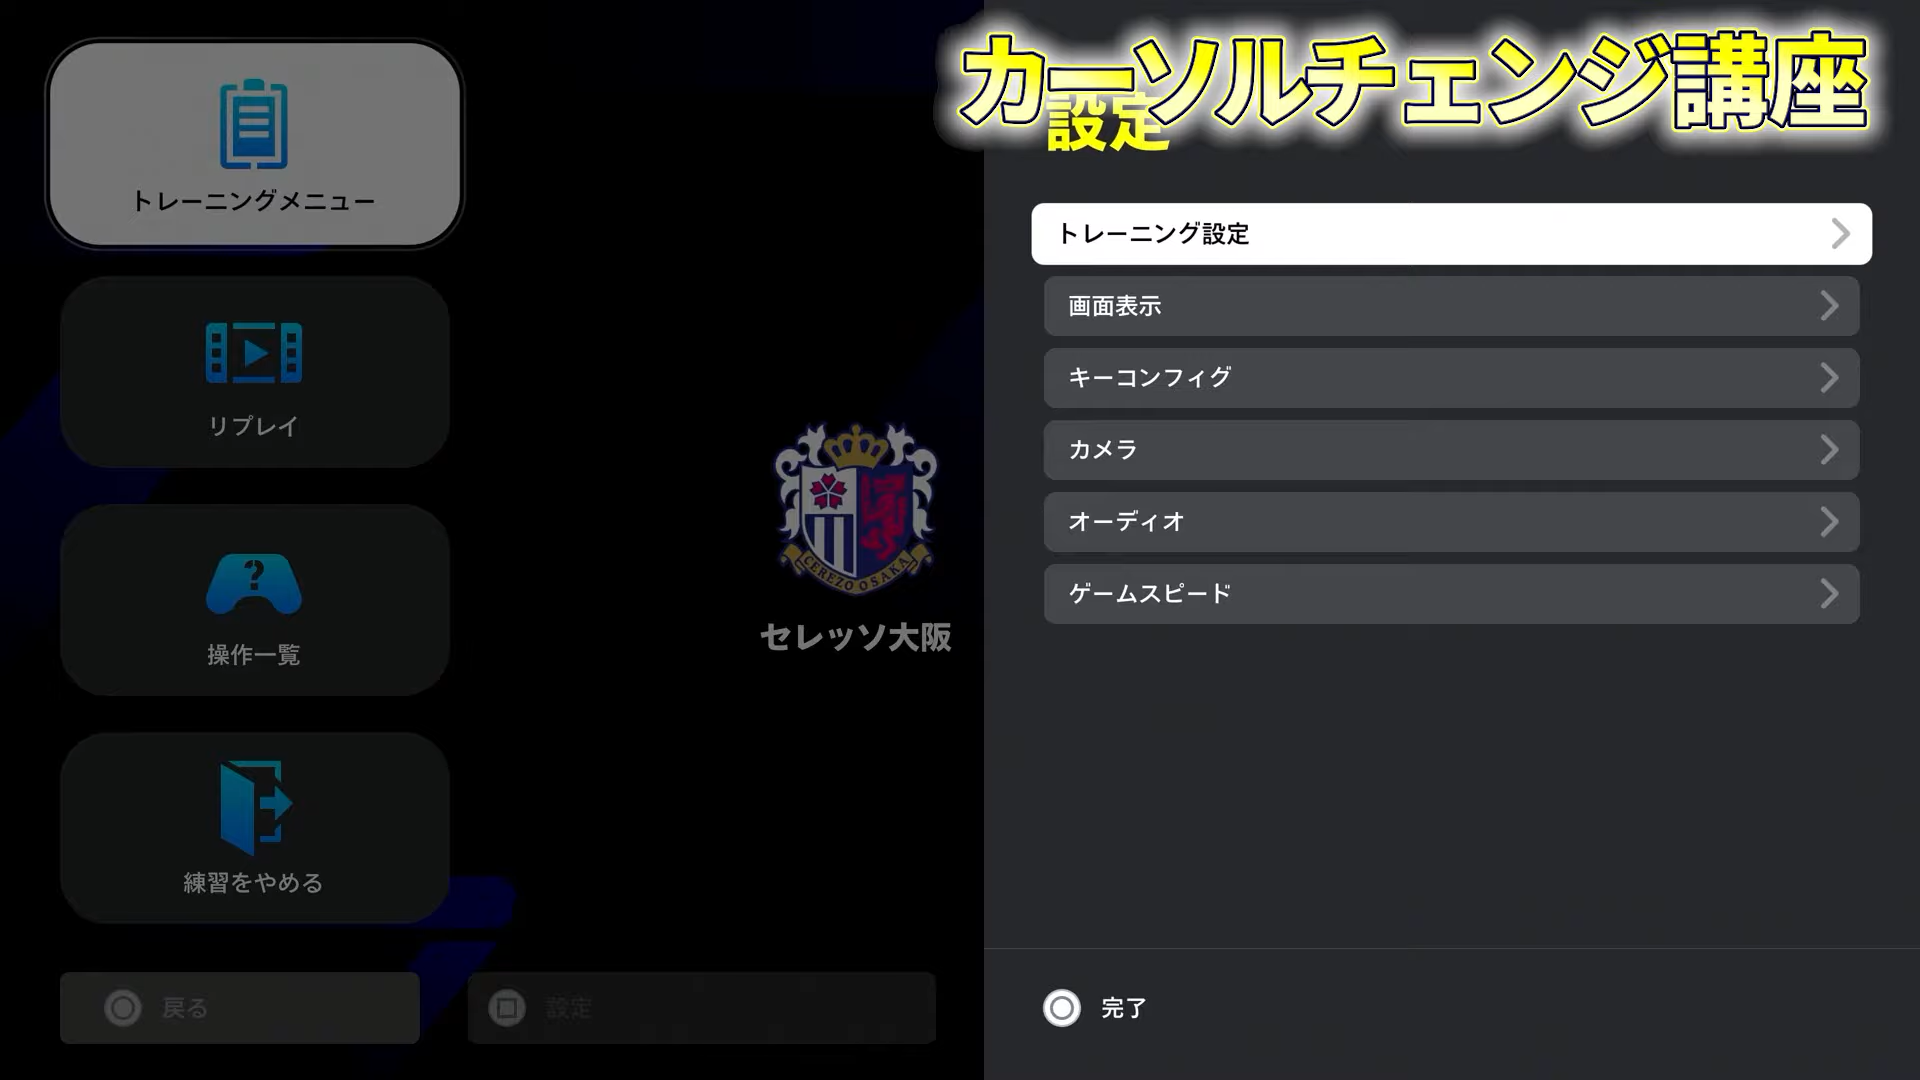 カーソルチェンジ講座
設定
トレーニングメニュー
リプレイ
操作一覧
練習をやめる
戻る
設定
CEREZO OSAKA
セレッソ大阪
トレーニング設定
画面表示
キーコンフィグ
カメラ
オーディオ
ゲームスピード
完了